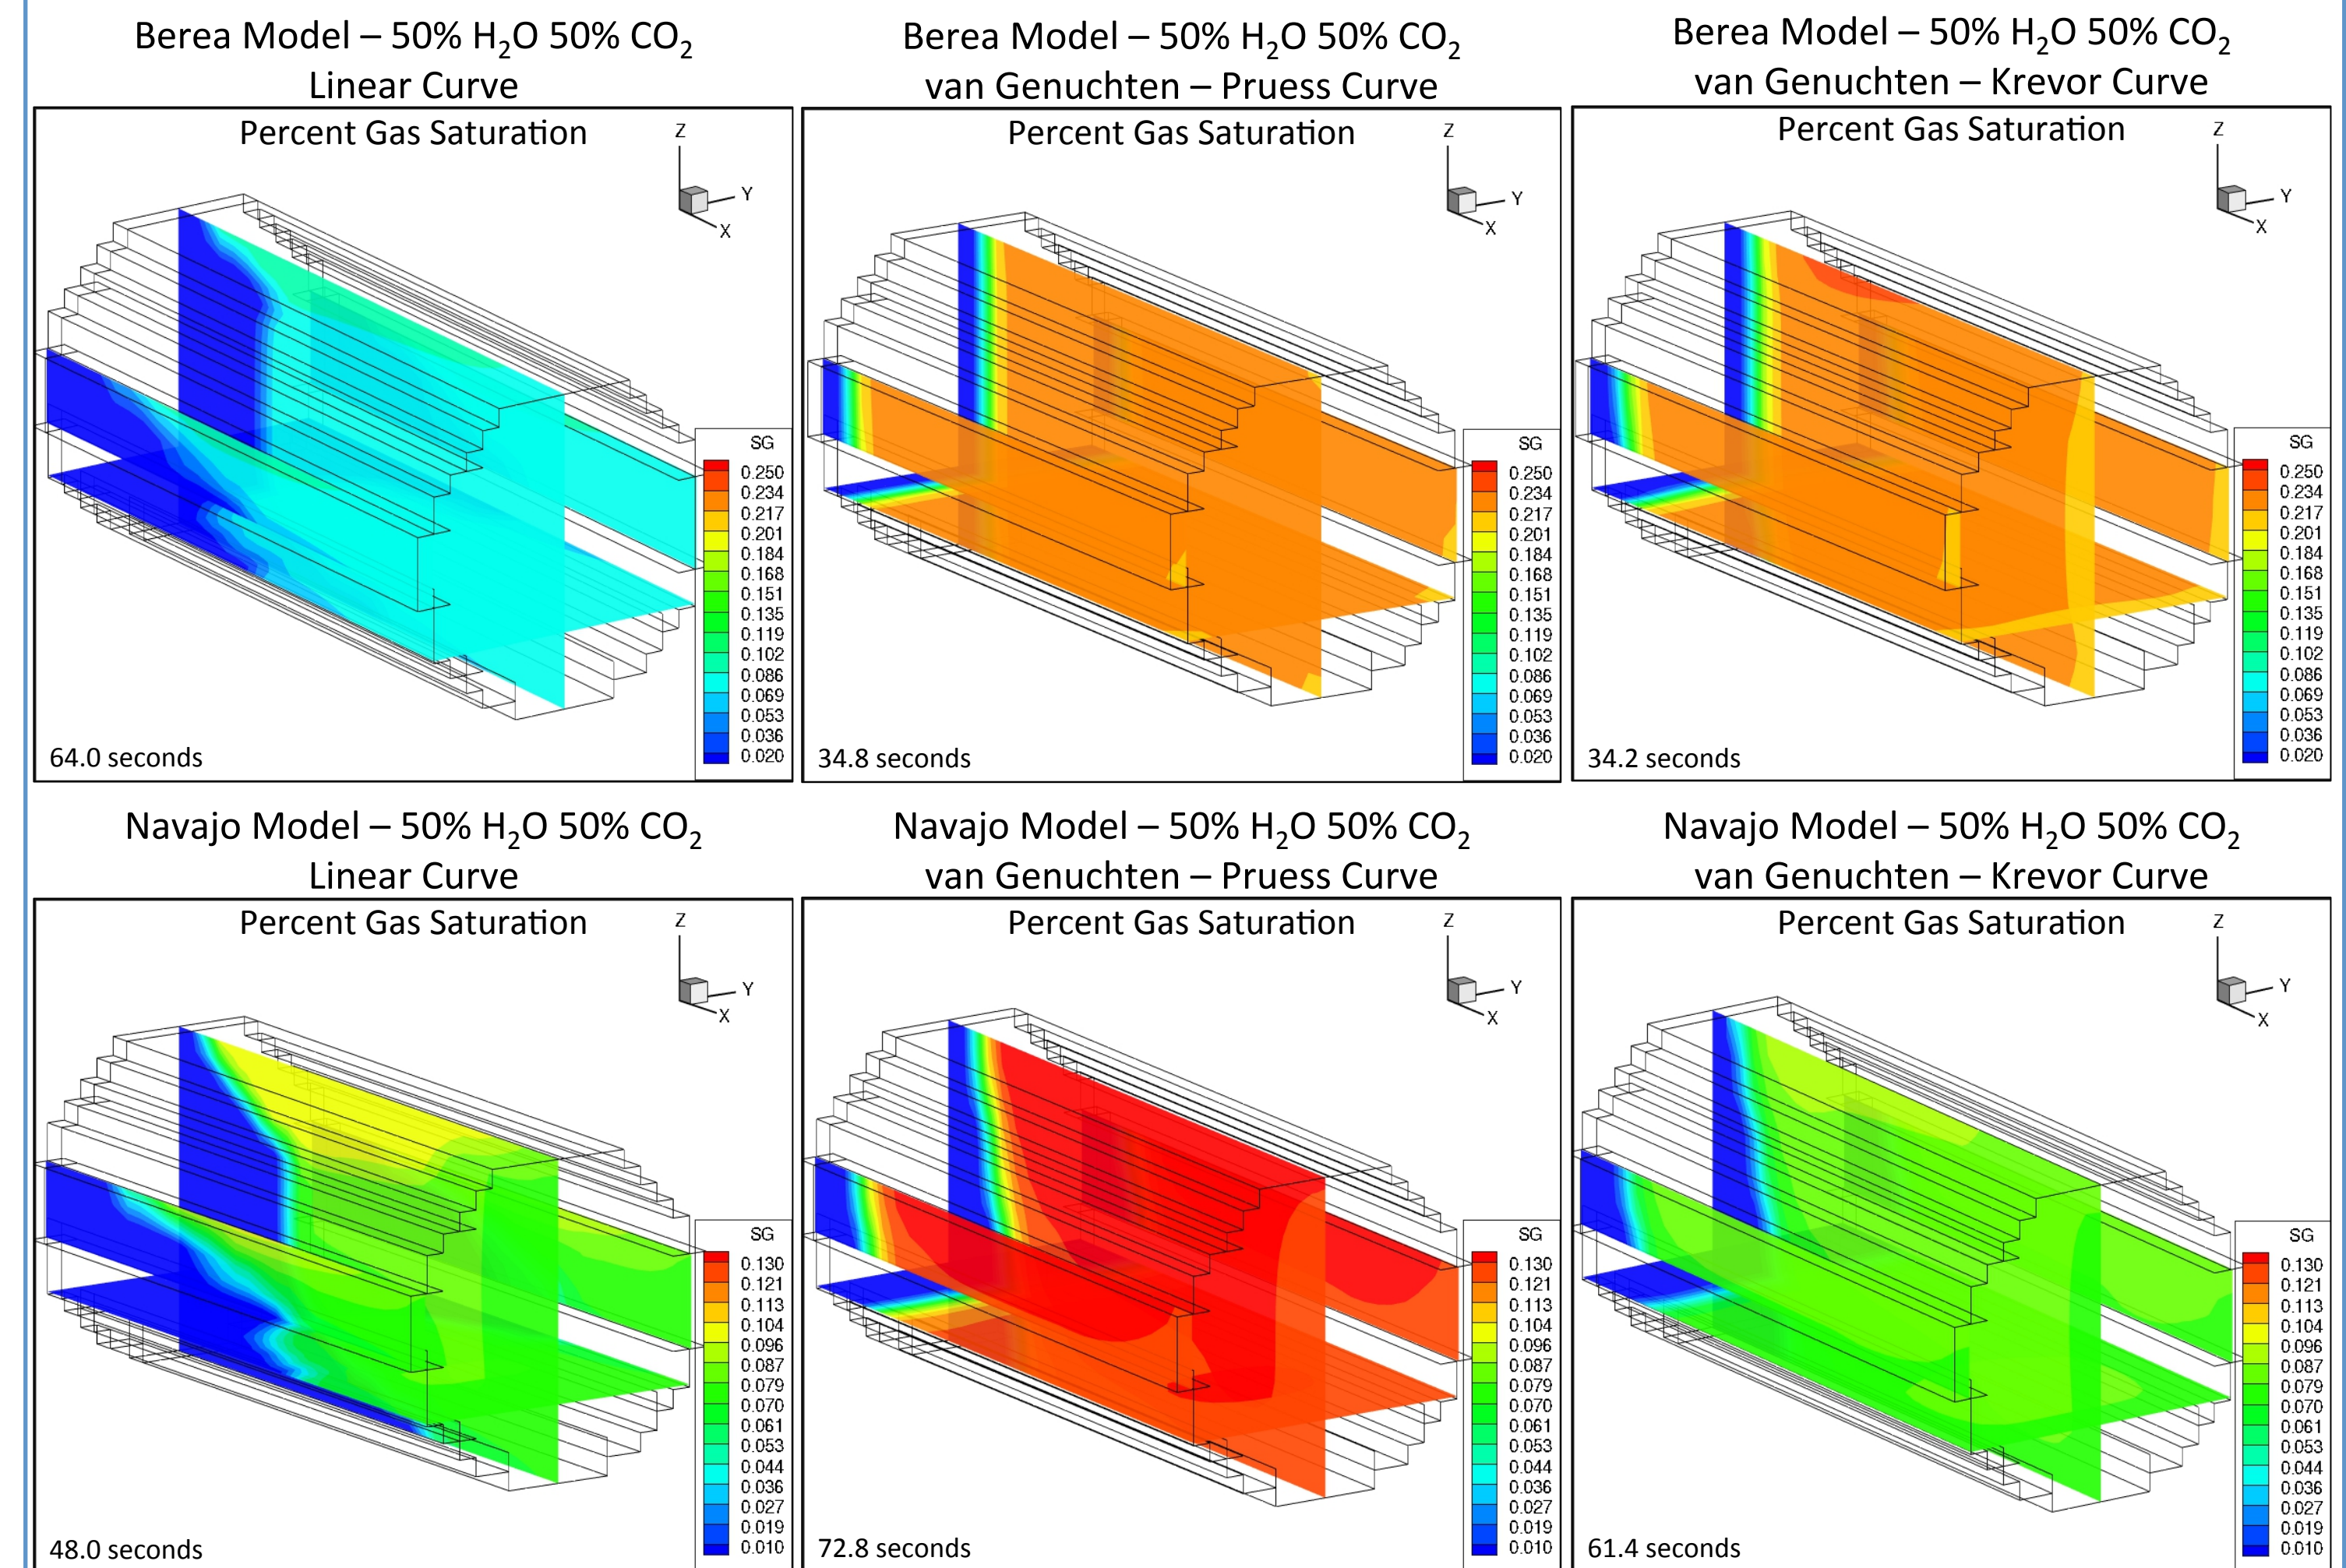 Berea Model – 50% H₂O 50% CO₂
Linear Curve
Percent Gas Saturation
Z
Y
X
SG
0.250
0.234
0.217
0.201
0.184
0.168
0.151
0.135
0.119
0.102
0.086
0.069
0.053
0.036
0.020
64.0 seconds
Berea Model – 50% H₂O 50% CO₂
van Genuchten – Pruess Curve
Percent Gas Saturation
Z
Y
X
SG
0.250
0.234
0.217
0.201
0.184
0.168
0.151
0.135
0.119
0.102
0.086
0.069
0.053
0.036
0.020
34.8 seconds
Berea Model – 50% H₂O 50% CO₂
van Genuchten – Krevor Curve
Percent Gas Saturation
Z
Y
X
SG
0.250
0.234
0.217
0.201
0.184
0.168
0.151
0.135
0.119
0.102
0.086
0.069
0.053
0.036
0.020
34.2 seconds
Navajo Model – 50% H₂O 50% CO₂
Linear Curve
Percent Gas Saturation
Z
Y
X
SG
0.130
0.121
0.113
0.104
0.096
0.087
0.079
0.070
0.061
0.053
0.044
0.036
0.027
0.019
0.010
48.0 seconds
Navajo Model – 50% H₂O 50% CO₂
van Genuchten – Pruess Curve
Percent Gas Saturation
Z
Y
X
SG
0.130
0.121
0.113
0.104
0.096
0.087
0.079
0.070
0.061
0.053
0.044
0.036
0.027
0.019
0.010
72.8 seconds
Navajo Model – 50% H₂O 50% CO₂
van Genuchten – Krevor Curve
Percent Gas Saturation
Z
Y
X
SG
0.130
0.121
0.113
0.104
0.096
0.087
0.079
0.070
0.061
0.053
0.044
0.036
0.027
0.019
0.010
61.4 seconds